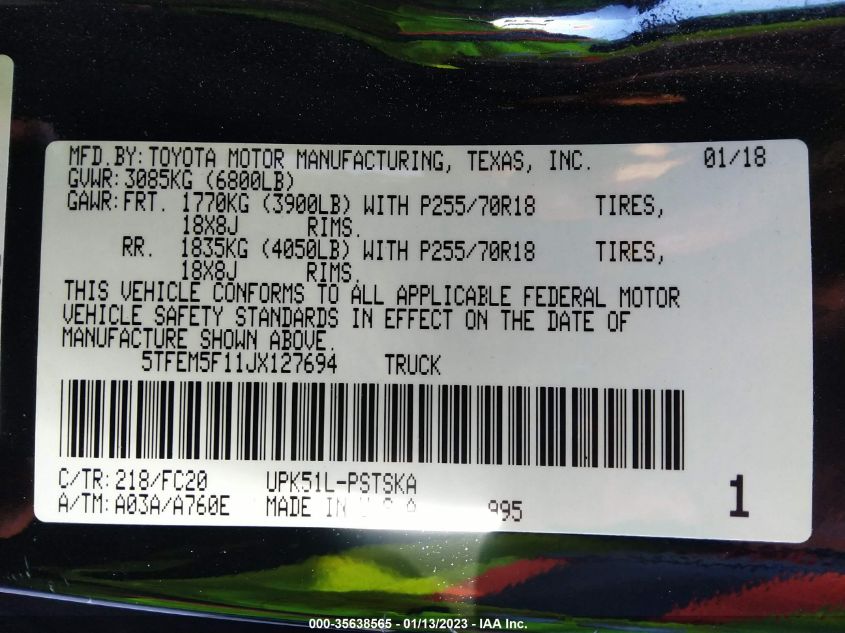 MFD.BY: TOYOTA MOTOR MANUFACTURING, TEXAS, INC. 01/18
GVWR: 3085KG (6800LB)
GAWR: FRT. 1770KG (3900LB) WITH P255/70R18 TIRES,
18X8J RIMS.
RR. 1835KG (4050LB) WITH P255/70R18 TIRES,
18X8J RIMS.
THIS VEHICLE CONFORMS TO ALL APPLICABLE FEDERAL MOTOR
VEHICLE SAFETY STANDARDS IN EFFECT ON THE DATE OF
MANUFACTURE SHOWN ABOVE.
5TFEM5F11JX127694 TRUCK
C/TR: 218/FC20 UPK51L-PSTSKA
A/TM: A03A/A760E MADE IN U.S.A 995 1
000-35638565 - 01/13/2023 - IAA Inc.